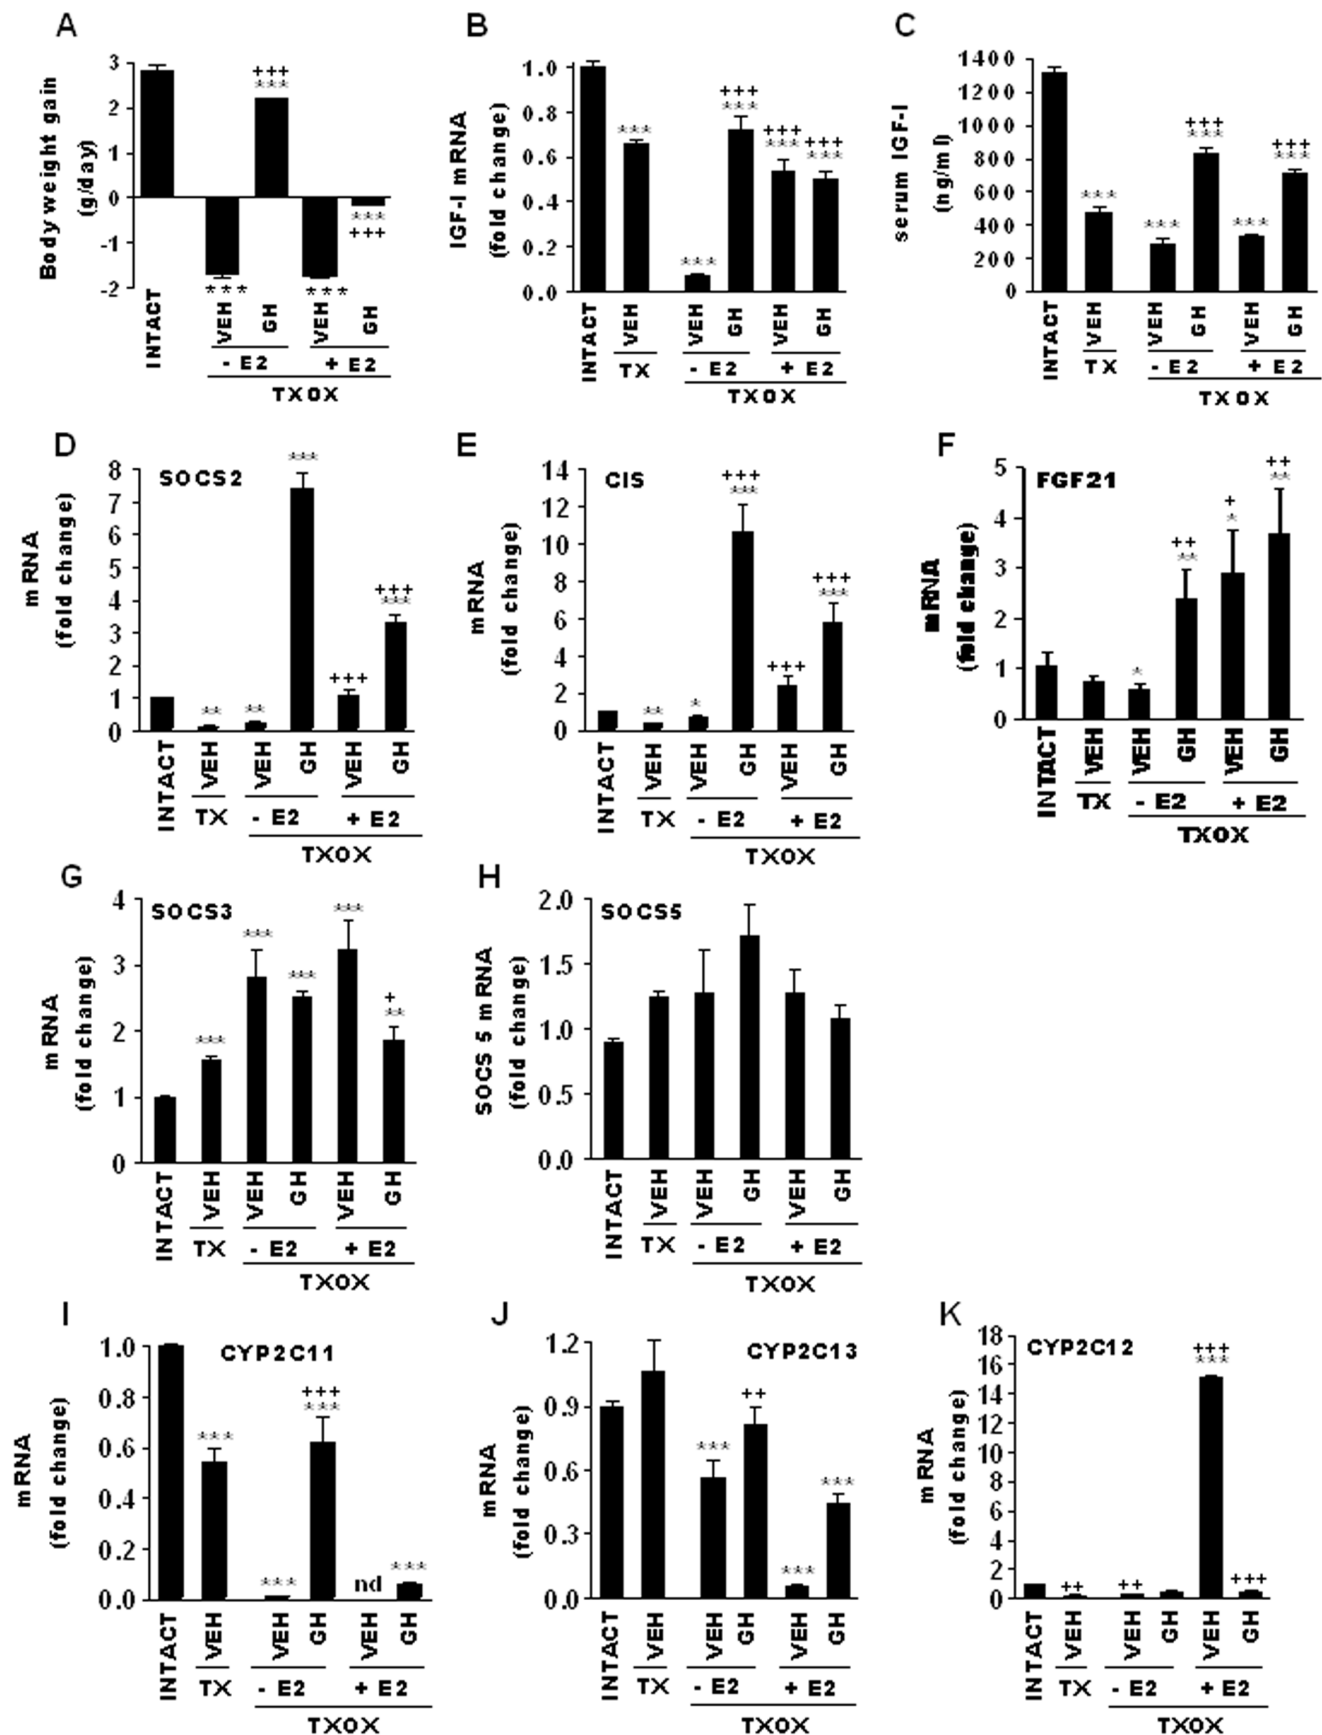 A
Body weight gain
(g/day)
3
2
1
0
-1
-2
+++
***
***
***
***
+++
INTACT
VEH
GH
VEH
GH
- E2
+ E2
TXOX
B
IGF-I mRNA
(fold change)
1.0
0.8
0.6
0.4
0.2
0.0
***
***
+++
***
+++
***
+++
***
INTACT
VEH
VEH
GH
VEH
GH
TX
- E2
+ E2
TXOX
C
serum IGF-I
(ng/ml)
1400
1200
1000
800
600
400
200
0
***
***
+++
***
***
+++
***
INTACT
VEH
VEH
GH
VEH
GH
TX
- E2
+ E2
TXOX
D
SOCS2
mRNA
(fold change)
8
7
6
5
4
3
2
1
0
**
**
***
+++
+++
***
INTACT
VEH
VEH
GH
VEH
GH
TX
- E2
+ E2
TXOX
E
CIS
mRNA
(fold change)
14
12
10
8
6
4
2
0
**
*
+++
***
+++
+++
***
INTACT
VEH
VEH
GH
VEH
GH
TX
- E2
+ E2
TXOX
F
FGF21
mRNA
(fold change)
5
4
3
2
1
0
*
++
**
+
*
++
**
INTACT
VEH
VEH
GH
VEH
GH
TX
- E2
+ E2
TXOX
G
SOCS3
mRNA
(fold change)
4
3
2
1
0
***
***
***
***
+
**
INTACT
VEH
VEH
GH
VEH
GH
TX
- E2
+ E2
TXOX
H
SOCS5
SOCS 5 mRNA
(fold change)
2.0
1.5
1.0
0.5
0.0
INTACT
VEH
VEH
GH
VEH
GH
TX
- E2
+ E2
TXOX
I
CYP2C11
mRNA
(fold change)
1.0
0.8
0.6
0.4
0.2
0.0
***
***
+++
***
nd
***
INTACT
VEH
VEH
GH
VEH
GH
TX
- E2
+ E2
TXOX
J
CYP2C13
mRNA
(fold change)
1.2
0.9
0.6
0.3
0.0
***
++
***
***
INTACT
VEH
VEH
GH
VEH
GH
TX
- E2
+ E2
TXOX
K
CYP2C12
mRNA
(fold change)
18
16
14
12
10
8
6
4
2
0
++
++
+++
***
+++
INTACT
VEH
VEH
GH
VEH
GH
TX
- E2
+ E2
TXOX